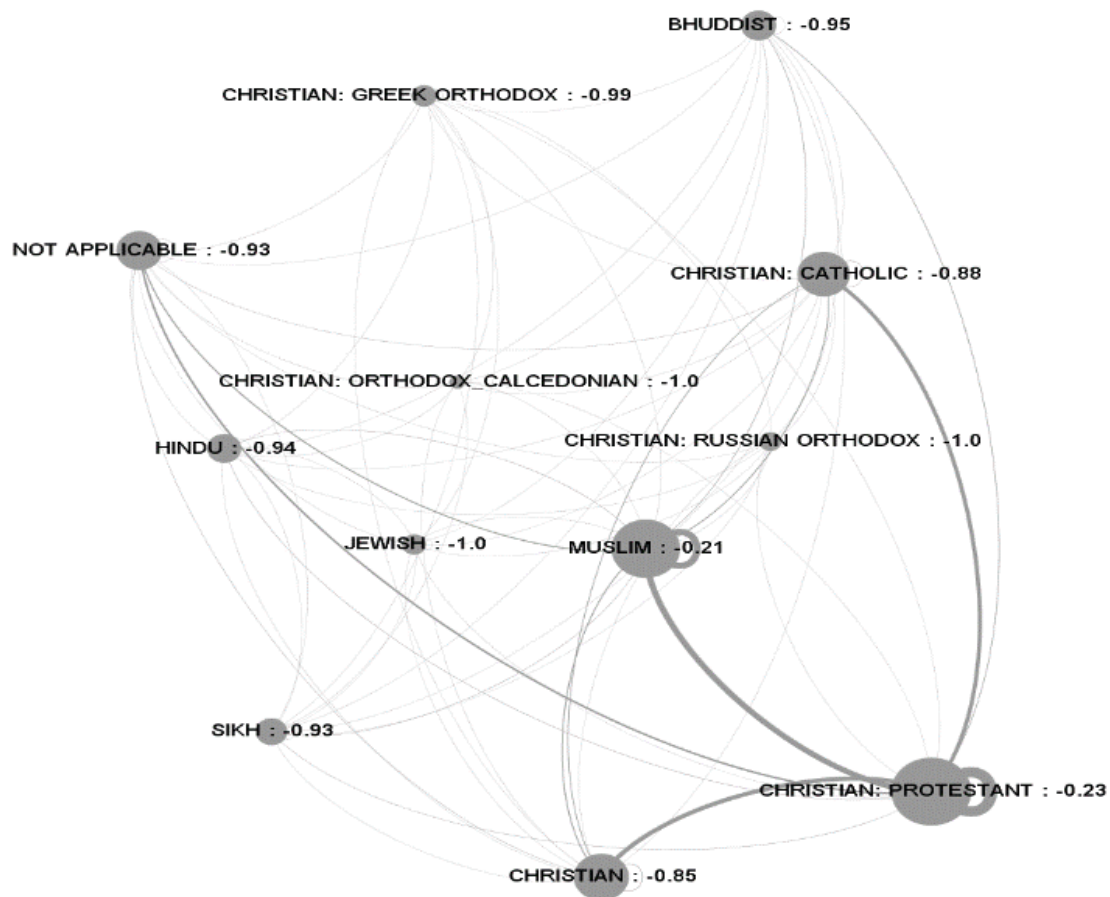 BHUDDIST : -0.95
CHRISTIAN: GREEK ORTHODOX : -0.99
NOT APPLICABLE : -0.93
CHRISTIAN: CATHOLIC : -0.88
CHRISTIAN: ORTHODOX_CALCEDONIAN : -1.0
HINDU : -0.94
CHRISTIAN: RUSSIAN ORTHODOX : -1.0
JEWISH : -1.0
MUSLIM : -0.21
SIKH : -0.93
CHRISTIAN: PROTESTANT : -0.23
CHRISTIAN : -0.85